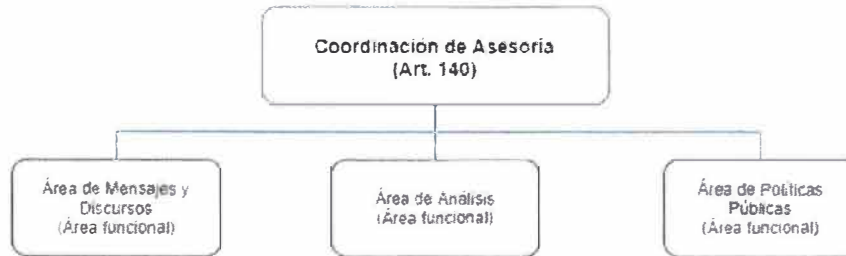 Coordinación de Asesoría
(Art. 140)
Área de Mensajes y
Discursos
(Área funcional)
Área de Análisis
(Área funcional)
Área de Políticas
Públicas
(Área funcional)